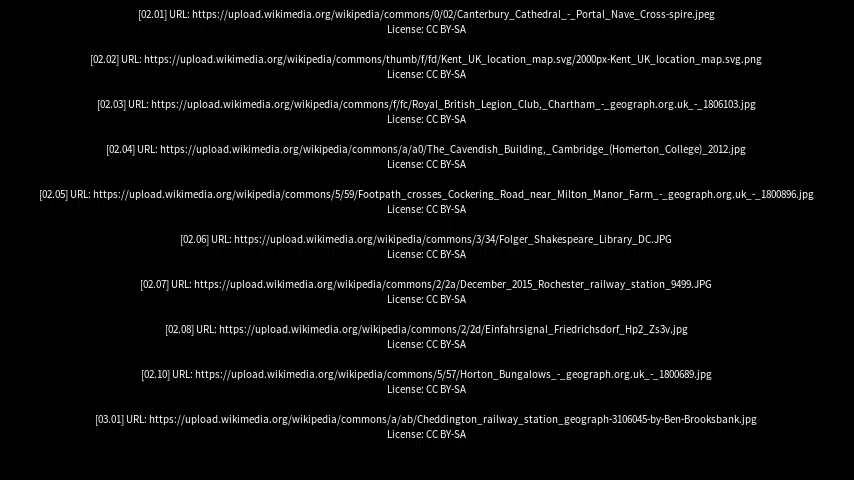 [02.01] URL: https://upload.wikimedia.org/wikipedia/commons/0/02/Canterbury_Cathedral_-_Portal_Nave_Cross-spire.jpeg
License: CC BY-SA
[02.02] URL: https://upload.wikimedia.org/wikipedia/commons/thumb/f/fd/Kent_UK_location_map.svg/2000px-Kent_UK_location_map.svg.png
License: CC BY-SA
[02.03] URL: https://upload.wikimedia.org/wikipedia/commons/f/fc/Royal_British_Legion_Club,_Chartham_-_geograph.org.uk_-_1806103.jpg
License: CC BY-SA
[02.04] URL: https://upload.wikimedia.org/wikipedia/commons/a/a0/The_Cavendish_Building,_Cambridge_(Homerton_College)_2012.jpg
License: CC BY-SA
[02.05] URL: https://upload.wikimedia.org/wikipedia/commons/5/59/Footpath_crosses_Cockering_Road_near_Milton_Manor_Farm_-_geograph.org.uk_-_1800896.jpg
License: CC BY-SA
[02.06] URL: https://upload.wikimedia.org/wikipedia/commons/3/34/Folger_Shakespeare_Library_DC.JPG
License: CC BY-SA
[02.07] URL: https://upload.wikimedia.org/wikipedia/commons/2/2a/December_2015_Rochester_railway_station_9499.JPG
License: CC BY-SA
[02.08] URL: https://upload.wikimedia.org/wikipedia/commons/2/2d/Einfahrsignal_Friedrichsdorf_Hp2_Zs3v.jpg
License: CC BY-SA
[02.10] URL: https://upload.wikimedia.org/wikipedia/commons/5/57/Horton_Bungalows_-_geograph.org.uk_-_1800689.jpg
License: CC BY-SA
[03.01] URL: https://upload.wikimedia.org/wikipedia/commons/a/ab/Cheddington_railway_station_geograph-3106045-by-Ben-Brooksbank.jpg
License: CC BY-SA